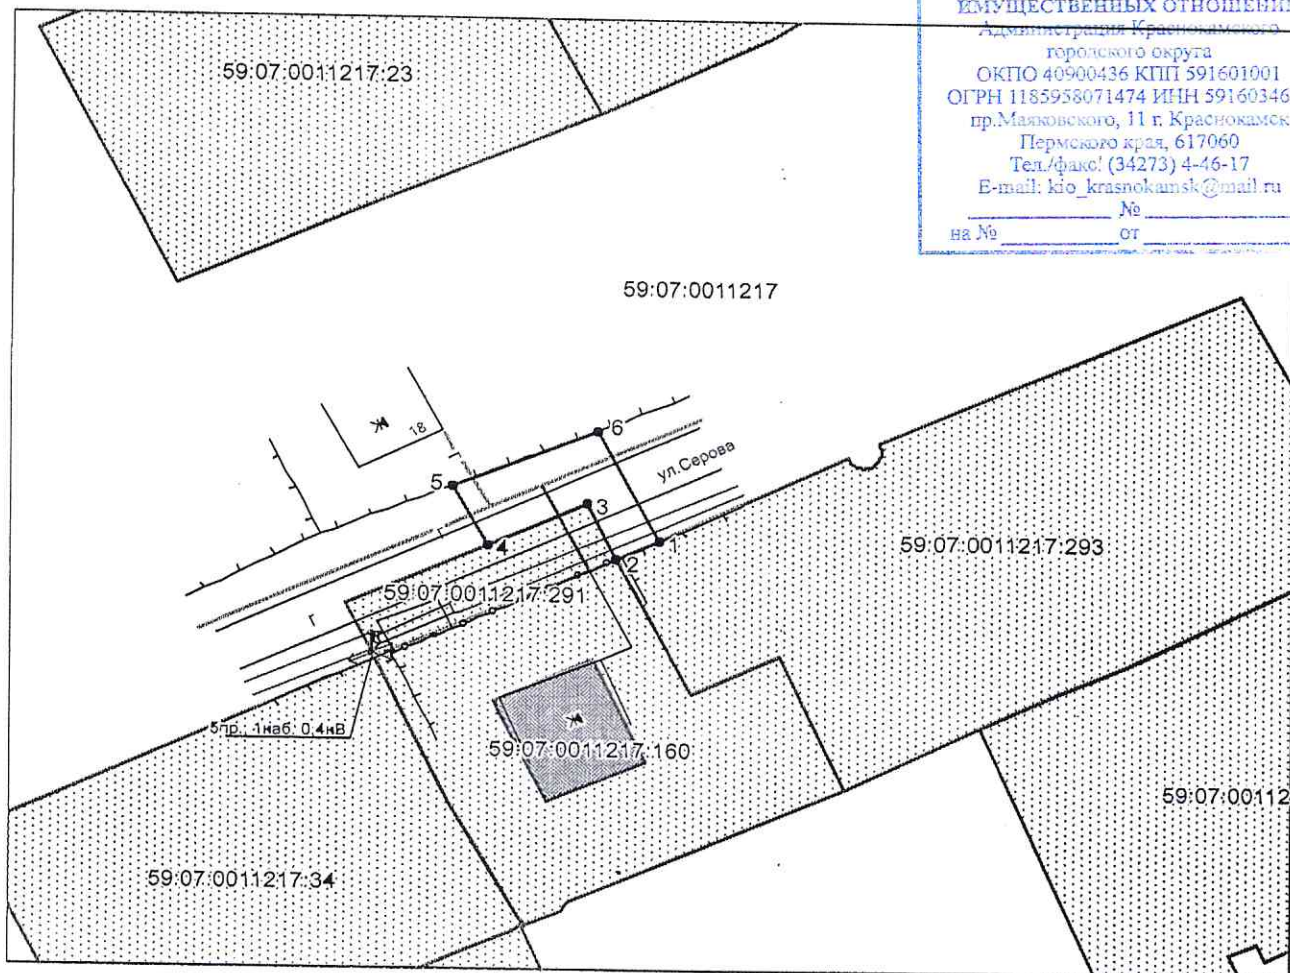 ИМУЩЕСТВЕННЫХ ОТНОШЕНИ
Администрация Краснокамского
городского округа
ОКПО 40900436 КПП 591601001
ОГРН 1185958071474 ИНН 59160346
пр.Маяковского, 11 г. Краснокамск
Пермского края, 617060
Тел./факс: (34273) 4-46-17
E-mail: kio_krasnokamsk@mail.ru
№
на № от
59:07:0011217:23
59:07:0011217
Ж
18
6
ул.Серова
5
г
3
4
1
2
59:07:0011217:293
59:07:0011217:291
г
5пр., 1наб. 0,4кВ
Ж
59:07:0011217:160
59:07:00112
59:07:0011217:34